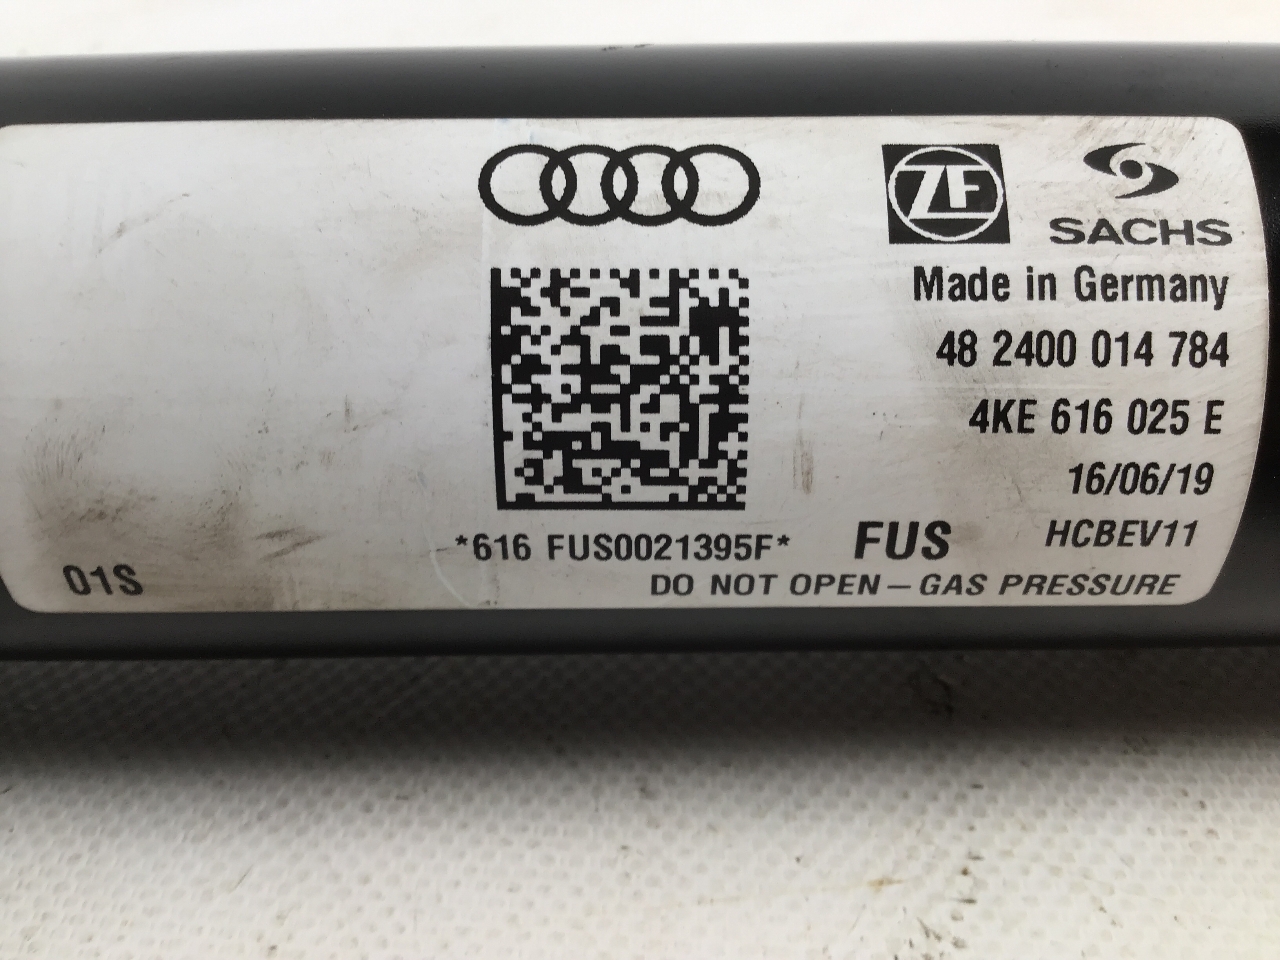 ZF
SACHS
Made in Germany
48 2400 014 784
4KE 616 025 E
16/06/19
*616 FUS0021395F* FUS HCBEV11
01S DO NOT OPEN – GAS PRESSURE